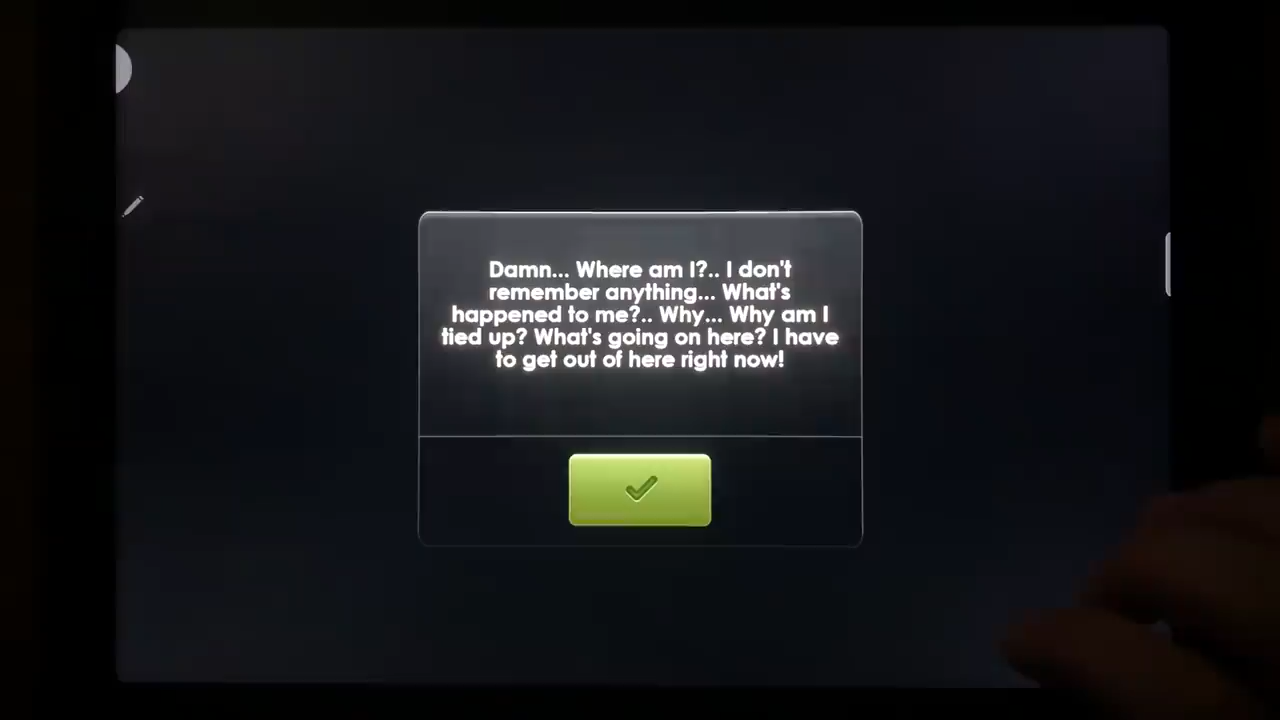 Damn... Where am I?.. I don't
remember anything... What's
happened to me?.. Why... Why am I
tied up? What's going on here? I have
to get out of here right now!